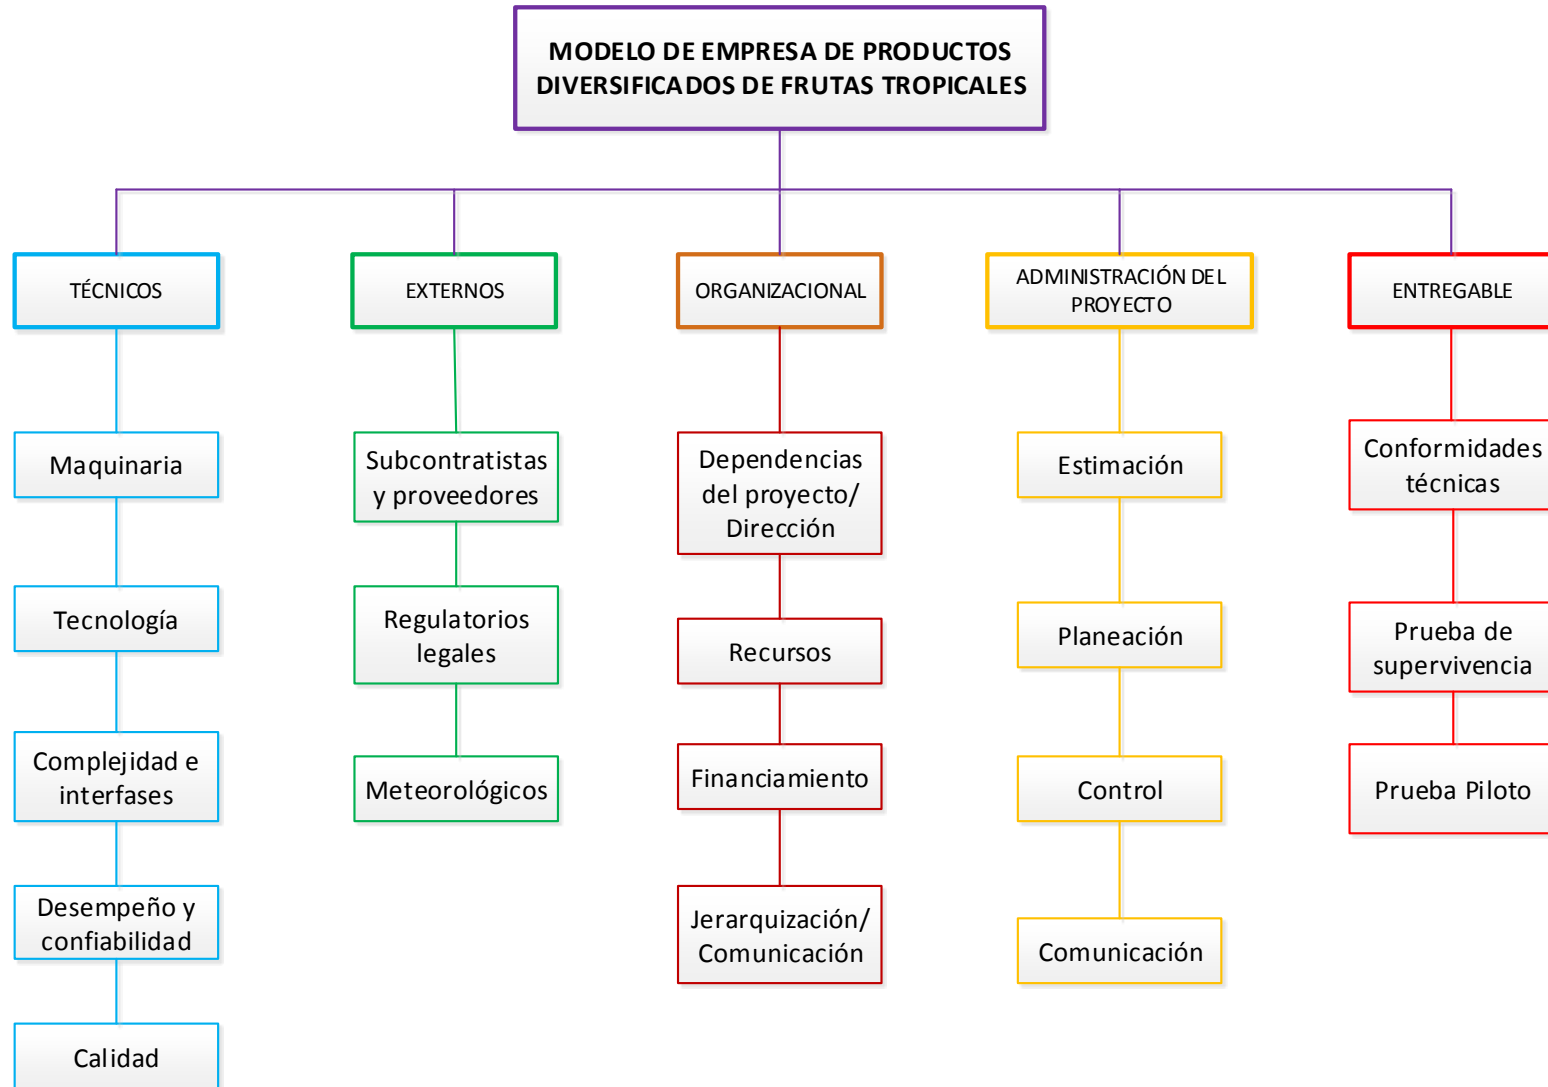 MODELO DE EMPRESA DE PRODUCTOS
DIVERSIFICADOS DE FRUTAS TROPICALES
TÉCNICOS
Maquinaria
Tecnología
Complejidad e
interfases
Desempeño y
confiabilidad
Calidad
EXTERNOS
Subcontratistas
y proveedores
Regulatorios
legales
Meteorológicos
ORGANIZACIONAL
Dependencias
del proyecto/
Dirección
Recursos
Financiamiento
Jerarquización/
Comunicación
ADMINISTRACIÓN DEL
PROYECTO
Estimación
Planeación
Control
Comunicación
ENTREGABLE
Conformidades
técnicas
Prueba de
supervivencia
Prueba Piloto